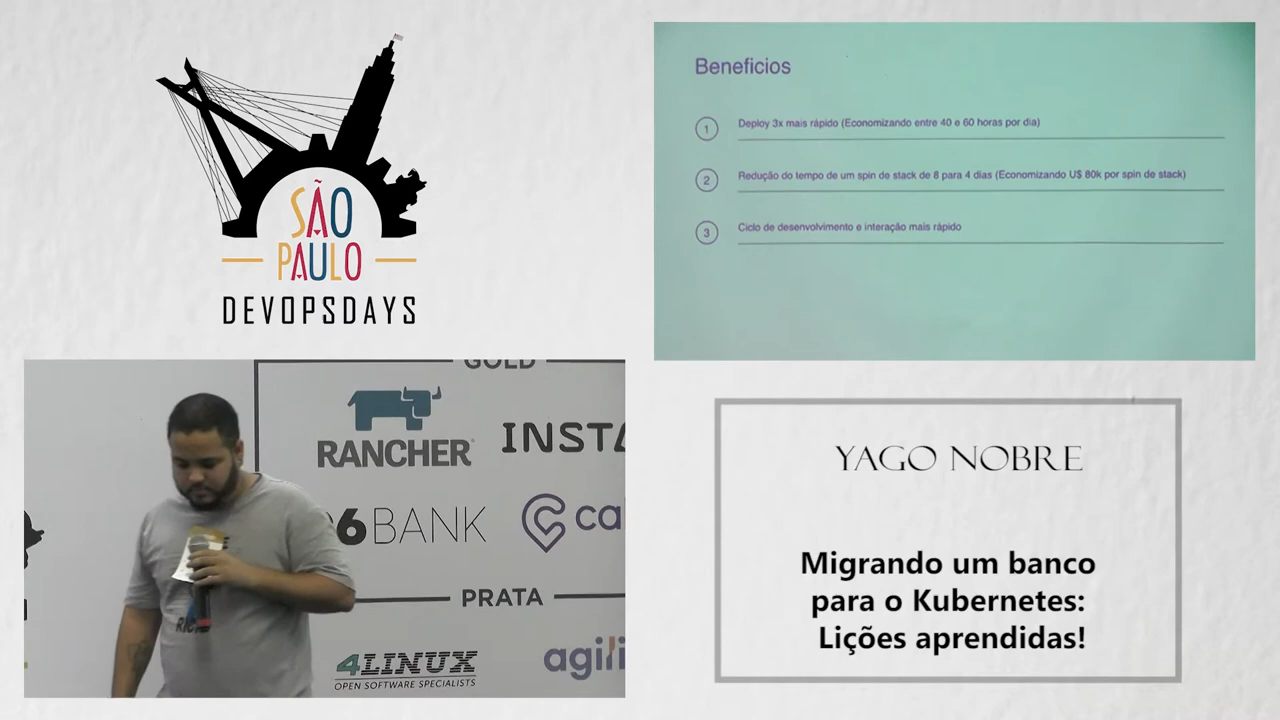 SÃO
PAULO
DEVOPSDAYS
Beneficios
1 Deploy 3x mais rápido (Economizando entre 40 e 60 horas por dia)
2 Redução do tempo de um spin de stack de 8 para 4 dias (Economizando U$ 80k por spin de stack)
3 Ciclo de desenvolvimento e interação mais rápido
GOLD
RANCHER
6BANK
PRATA
4LINUX
OPEN SOFTWARE SPECIALISTS
YAGO NOBRE
Migrando um banco
para o Kubernetes:
Lições aprendidas!